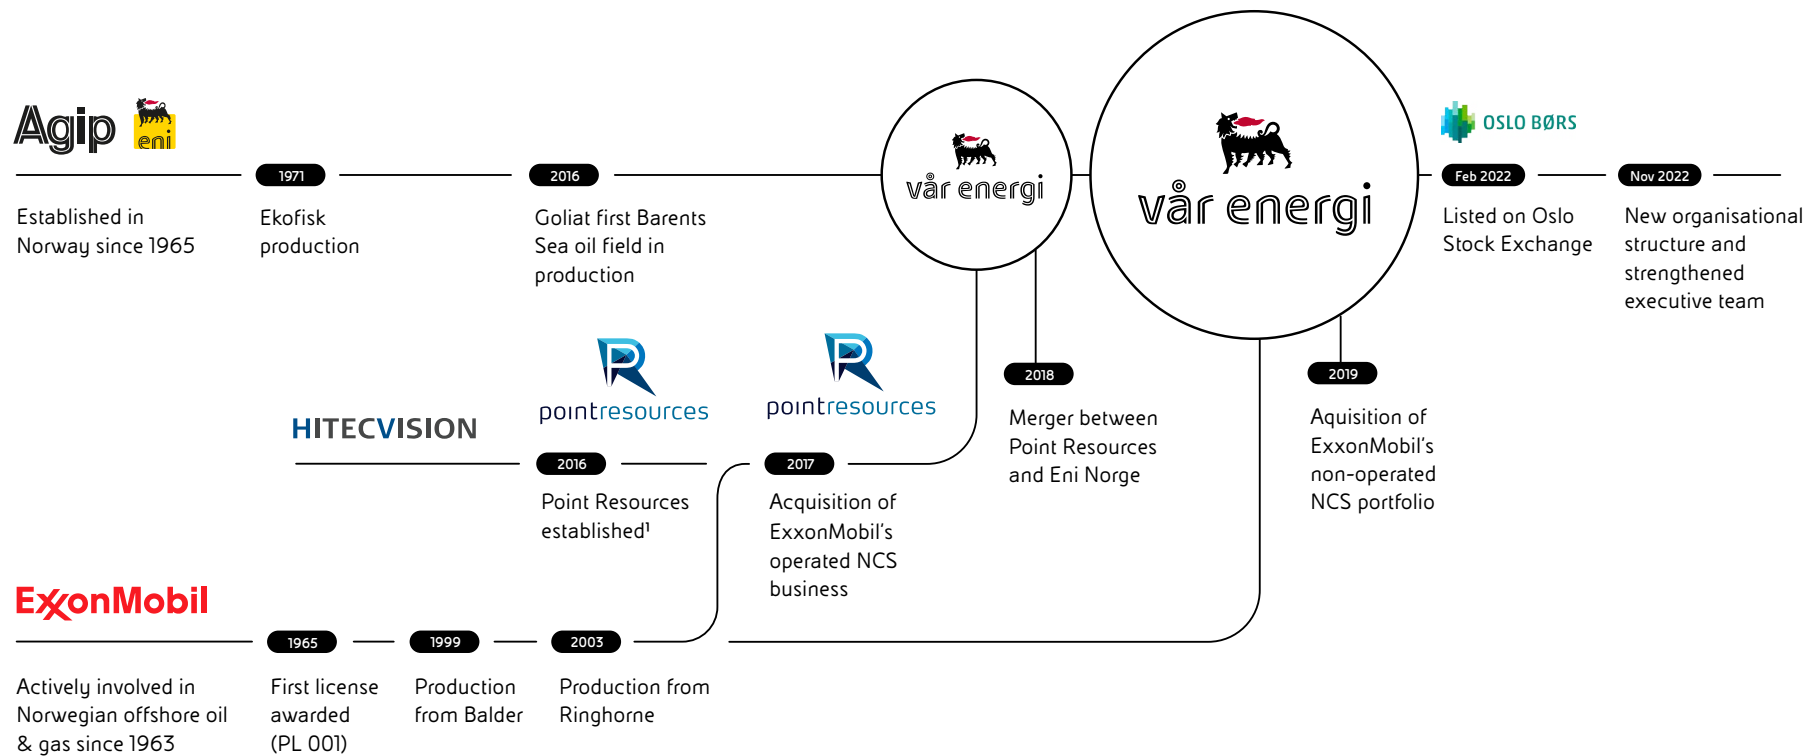 Agip
eni
1971
2016
Established in
Norway since 1965
Ekofisk
production
Goliat first Barents
Sea oil field in
production
vår energi
vår energi
OSLO BØRS
Feb 2022
Nov 2022
Listed on Oslo
Stock Exchange
New organisational
structure and
strengthened
executive team
HITECVISION
pointresources
pointresources
2016
2017
Point Resources
established¹
Acquisition of
ExxonMobil's
operated NCS
business
2018
Merger between
Point Resources
and Eni Norge
2019
Aquisition of
ExxonMobil's
non-operated
NCS portfolio
ExxonMobil
1965
1999
2003
Actively involved in
Norwegian offshore oil
& gas since 1963
First license
awarded
(PL 001)
Production
from Balder
Production from
Ringhorne